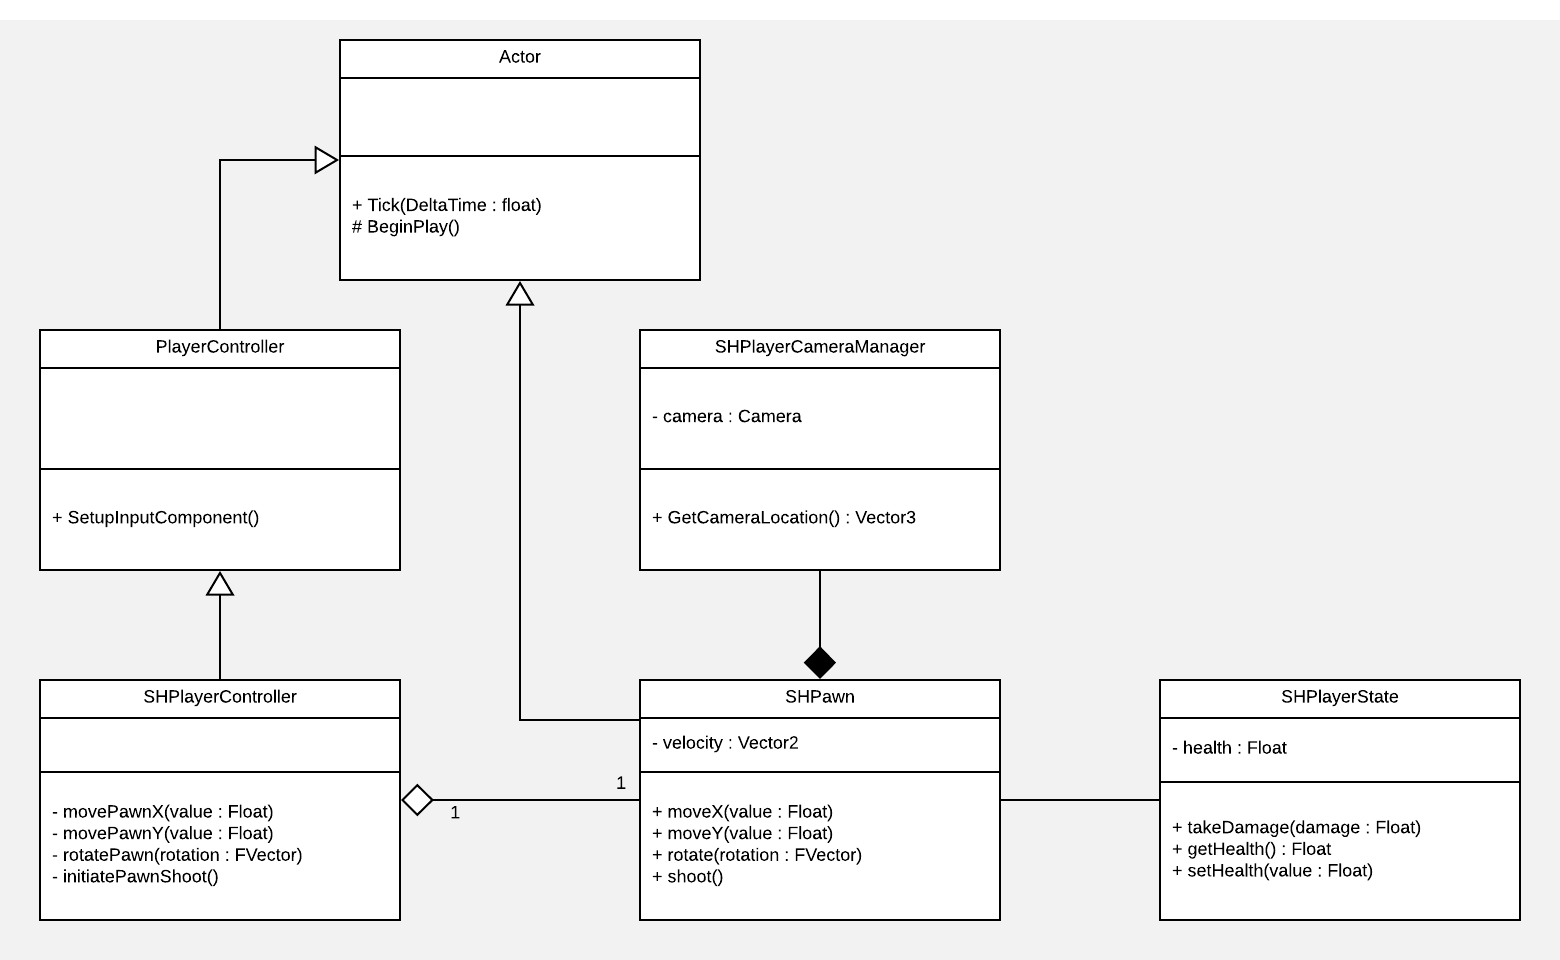 Actor
+ Tick(DeltaTime : float)
# BeginPlay()
PlayerController
+ SetupInputComponent()
SHPlayerCameraManager
- camera : Camera
+ GetCameraLocation() : Vector3
SHPlayerController
- movePawnX(value : Float)
- movePawnY(value : Float)
- rotatePawn(rotation : FVector)
- initiatePawnShoot()
1
1
SHPawn
- velocity : Vector2
+ moveX(value : Float)
+ moveY(value : Float)
+ rotate(rotation : FVector)
+ shoot()
SHPlayerState
- health : Float
+ takeDamage(damage : Float)
+ getHealth() : Float
+ setHealth(value : Float)